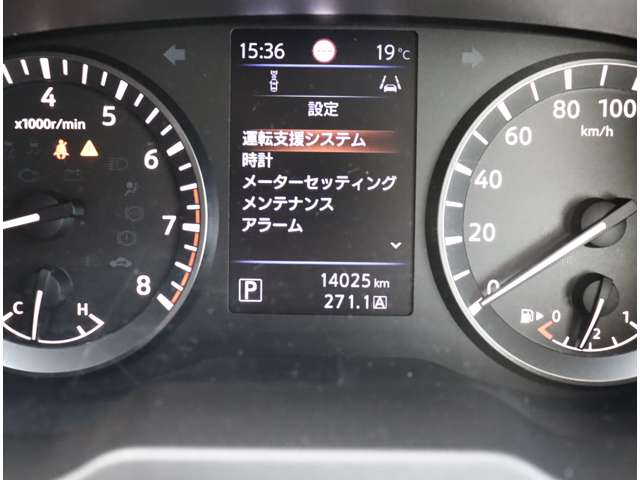 15:36 19℃
設定
運転支援システム
時計
メーターセッティング
メンテナンス
アラーム
P 14025 km
271.1 A
4 5 6 7 8
x1000r/min
C H
0 20 40 60 80 100
km/h
0 1/2 1